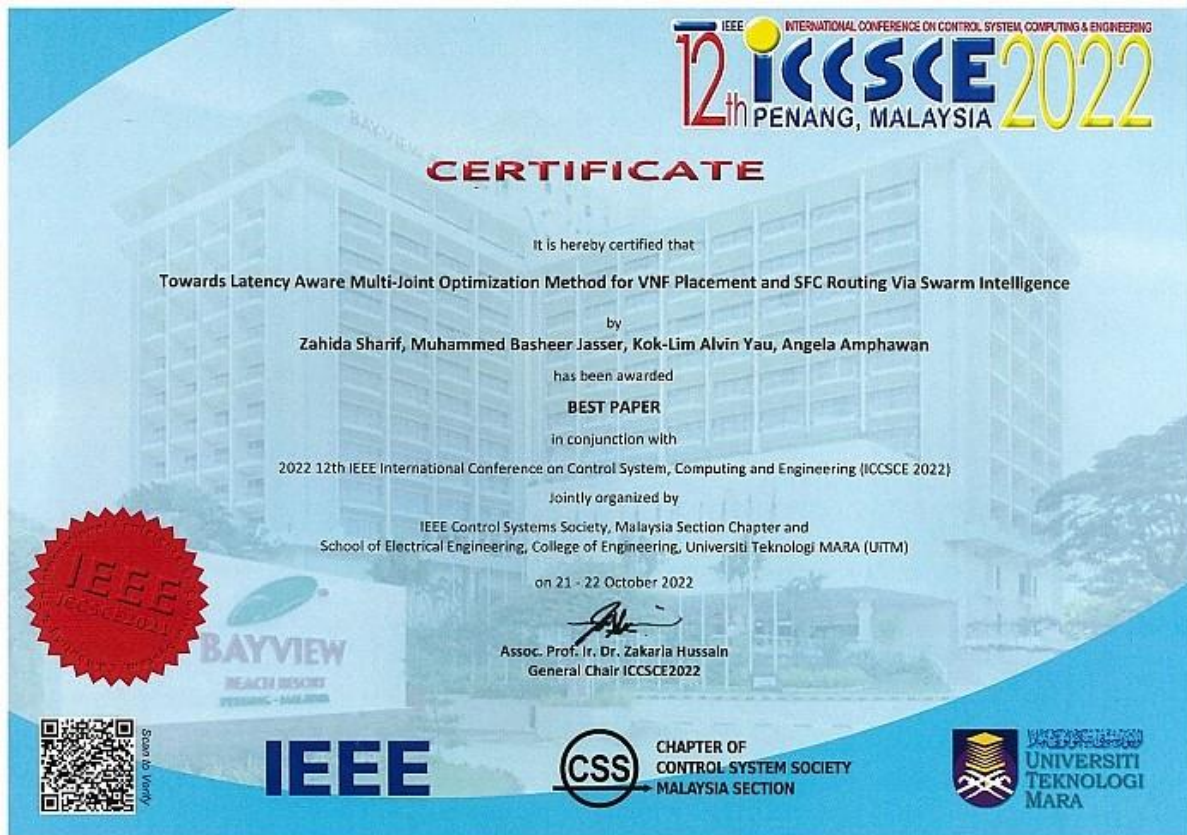 IEEE INTERNATIONAL CONFERENCE ON CONTROL SYSTEM, COMPUTING & ENGINEERING
12th iCCSCE 2022
PENANG, MALAYSIA
CERTIFICATE
It is hereby certified that
Towards Latency Aware Multi-Joint Optimization Method for VNF Placement and SFC Routing Via Swarm Intelligence
by
Zahida Sharif, Muhammed Basheer Jasser, Kok-Lim Alvin Yau, Angela Amphawan
has been awarded
BEST PAPER
in conjunction with
2022 12th IEEE International Conference on Control System, Computing and Engineering (ICCSCE 2022)
Jointly organized by
IEEE Control Systems Society, Malaysia Section Chapter and
School of Electrical Engineering, College of Engineering, Universiti Teknologi MARA (UiTM)
on 21 - 22 October 2022
Assoc. Prof. Ir. Dr. Zakaria Hussain
General Chair ICCSCE2022
IEEE
BAYVIEW
BEACH RESORT
PENANG - MALAYSIA
BAYVIEW
Scan to Verify
IEEE
CSS
CHAPTER OF
CONTROL SYSTEM SOCIETY
MALAYSIA SECTION
UNIVERSITI
TEKNOLOGI
MARA